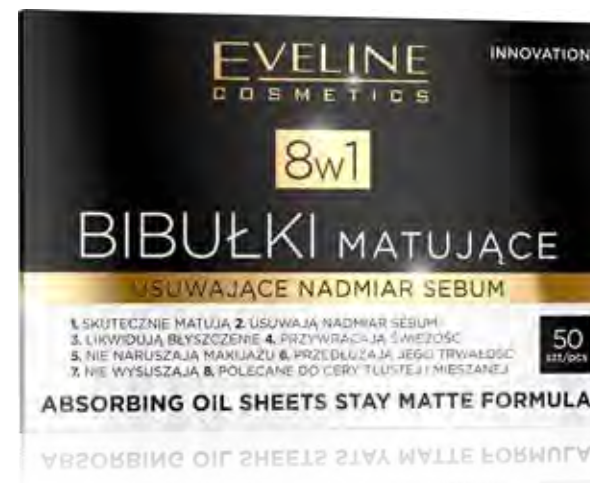 EVELINE
INNOVATION
COSMETICS
8w1
BIBUŁKI MATUJĄCE
USUWAJĄCE NADMIAR SEBUM
1. SKUTECZNIE MATUJĄ 2. USUWAJĄ NADMIAR SEBUM
3. LIKWIDUJĄ BŁYSZCZENIE 4. PRZYWRACAJĄ ŚWIEŻOŚĆ
5. NIE NARUSZAJĄ MAKIJAŻU 6. PRZEDŁUŻAJĄ JEGO TRWAŁOŚĆ
7. NIE WYSUSZAJĄ 8. POLECANE DO CERY TŁUSTEJ I MIESZANEJ
50
szt/pcs
ABSORBING OIL SHEETS STAY MATTE FORMULA